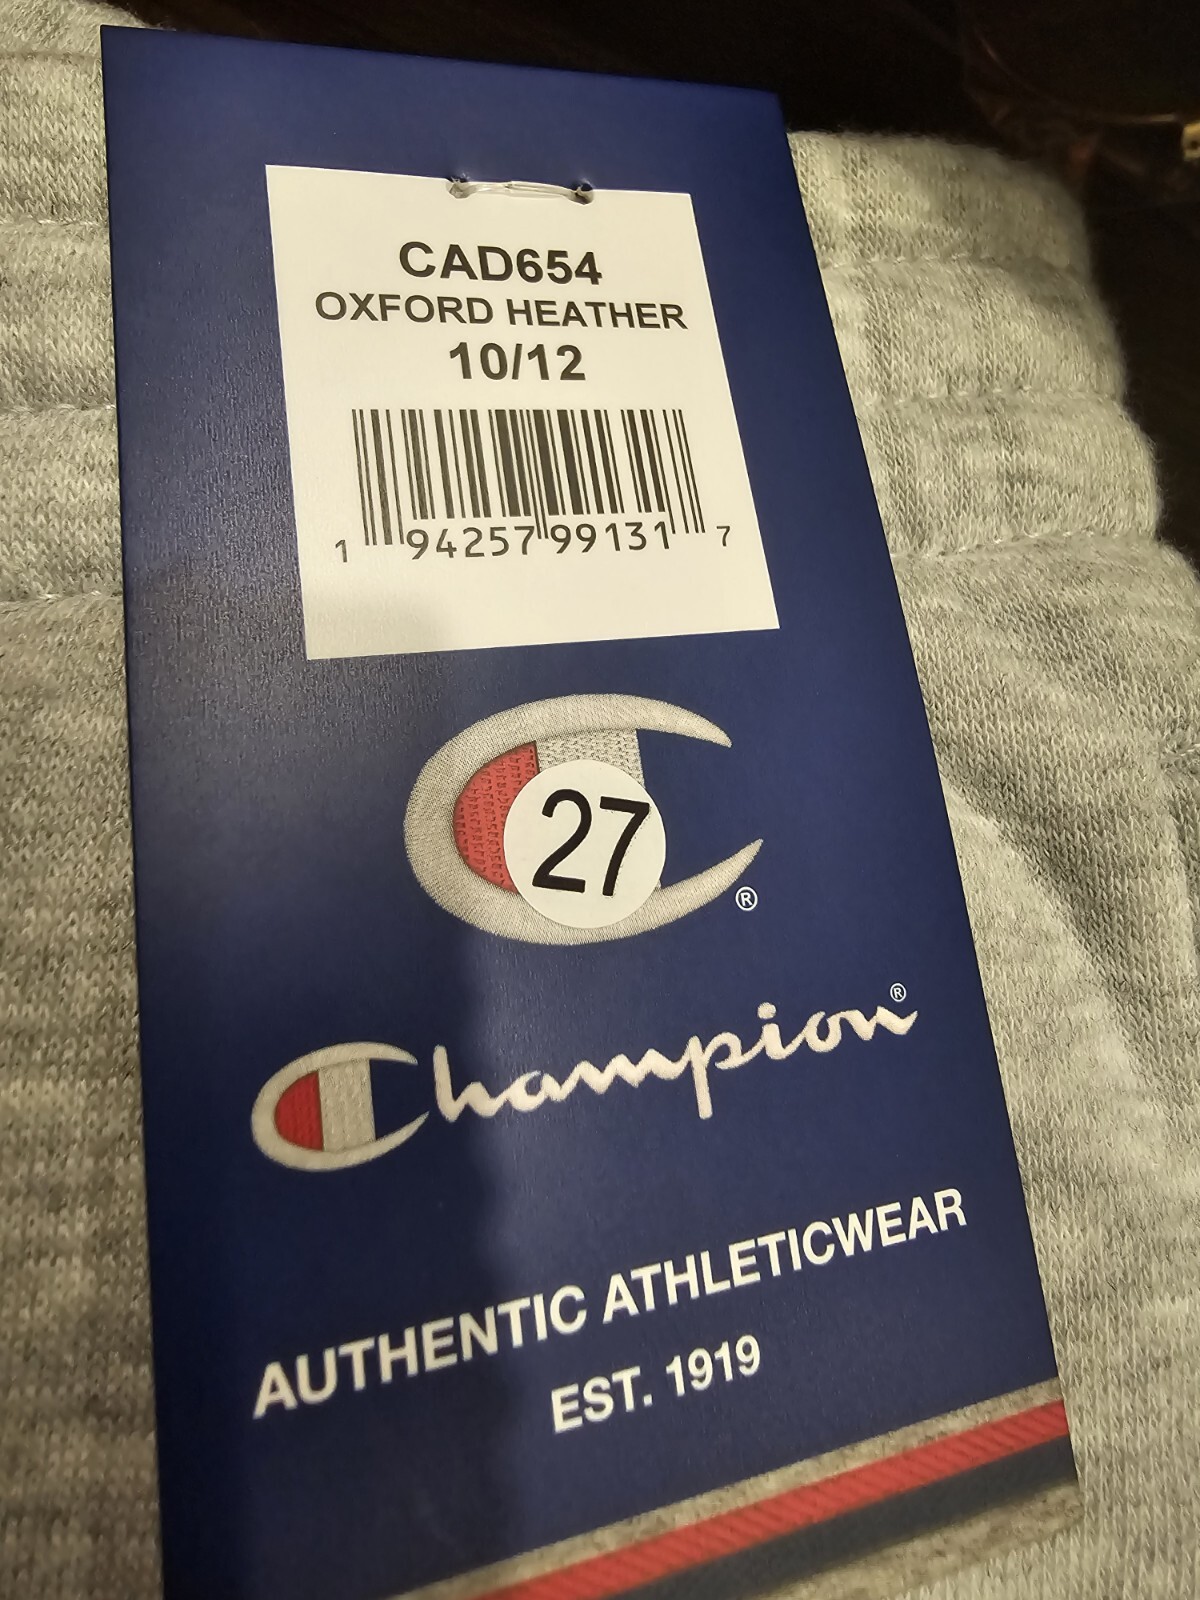 CAD654
OXFORD HEATHER
10/12
1 94257 99131 7
27
®
Champion®
AUTHENTIC ATHLETICWEAR
EST. 1919